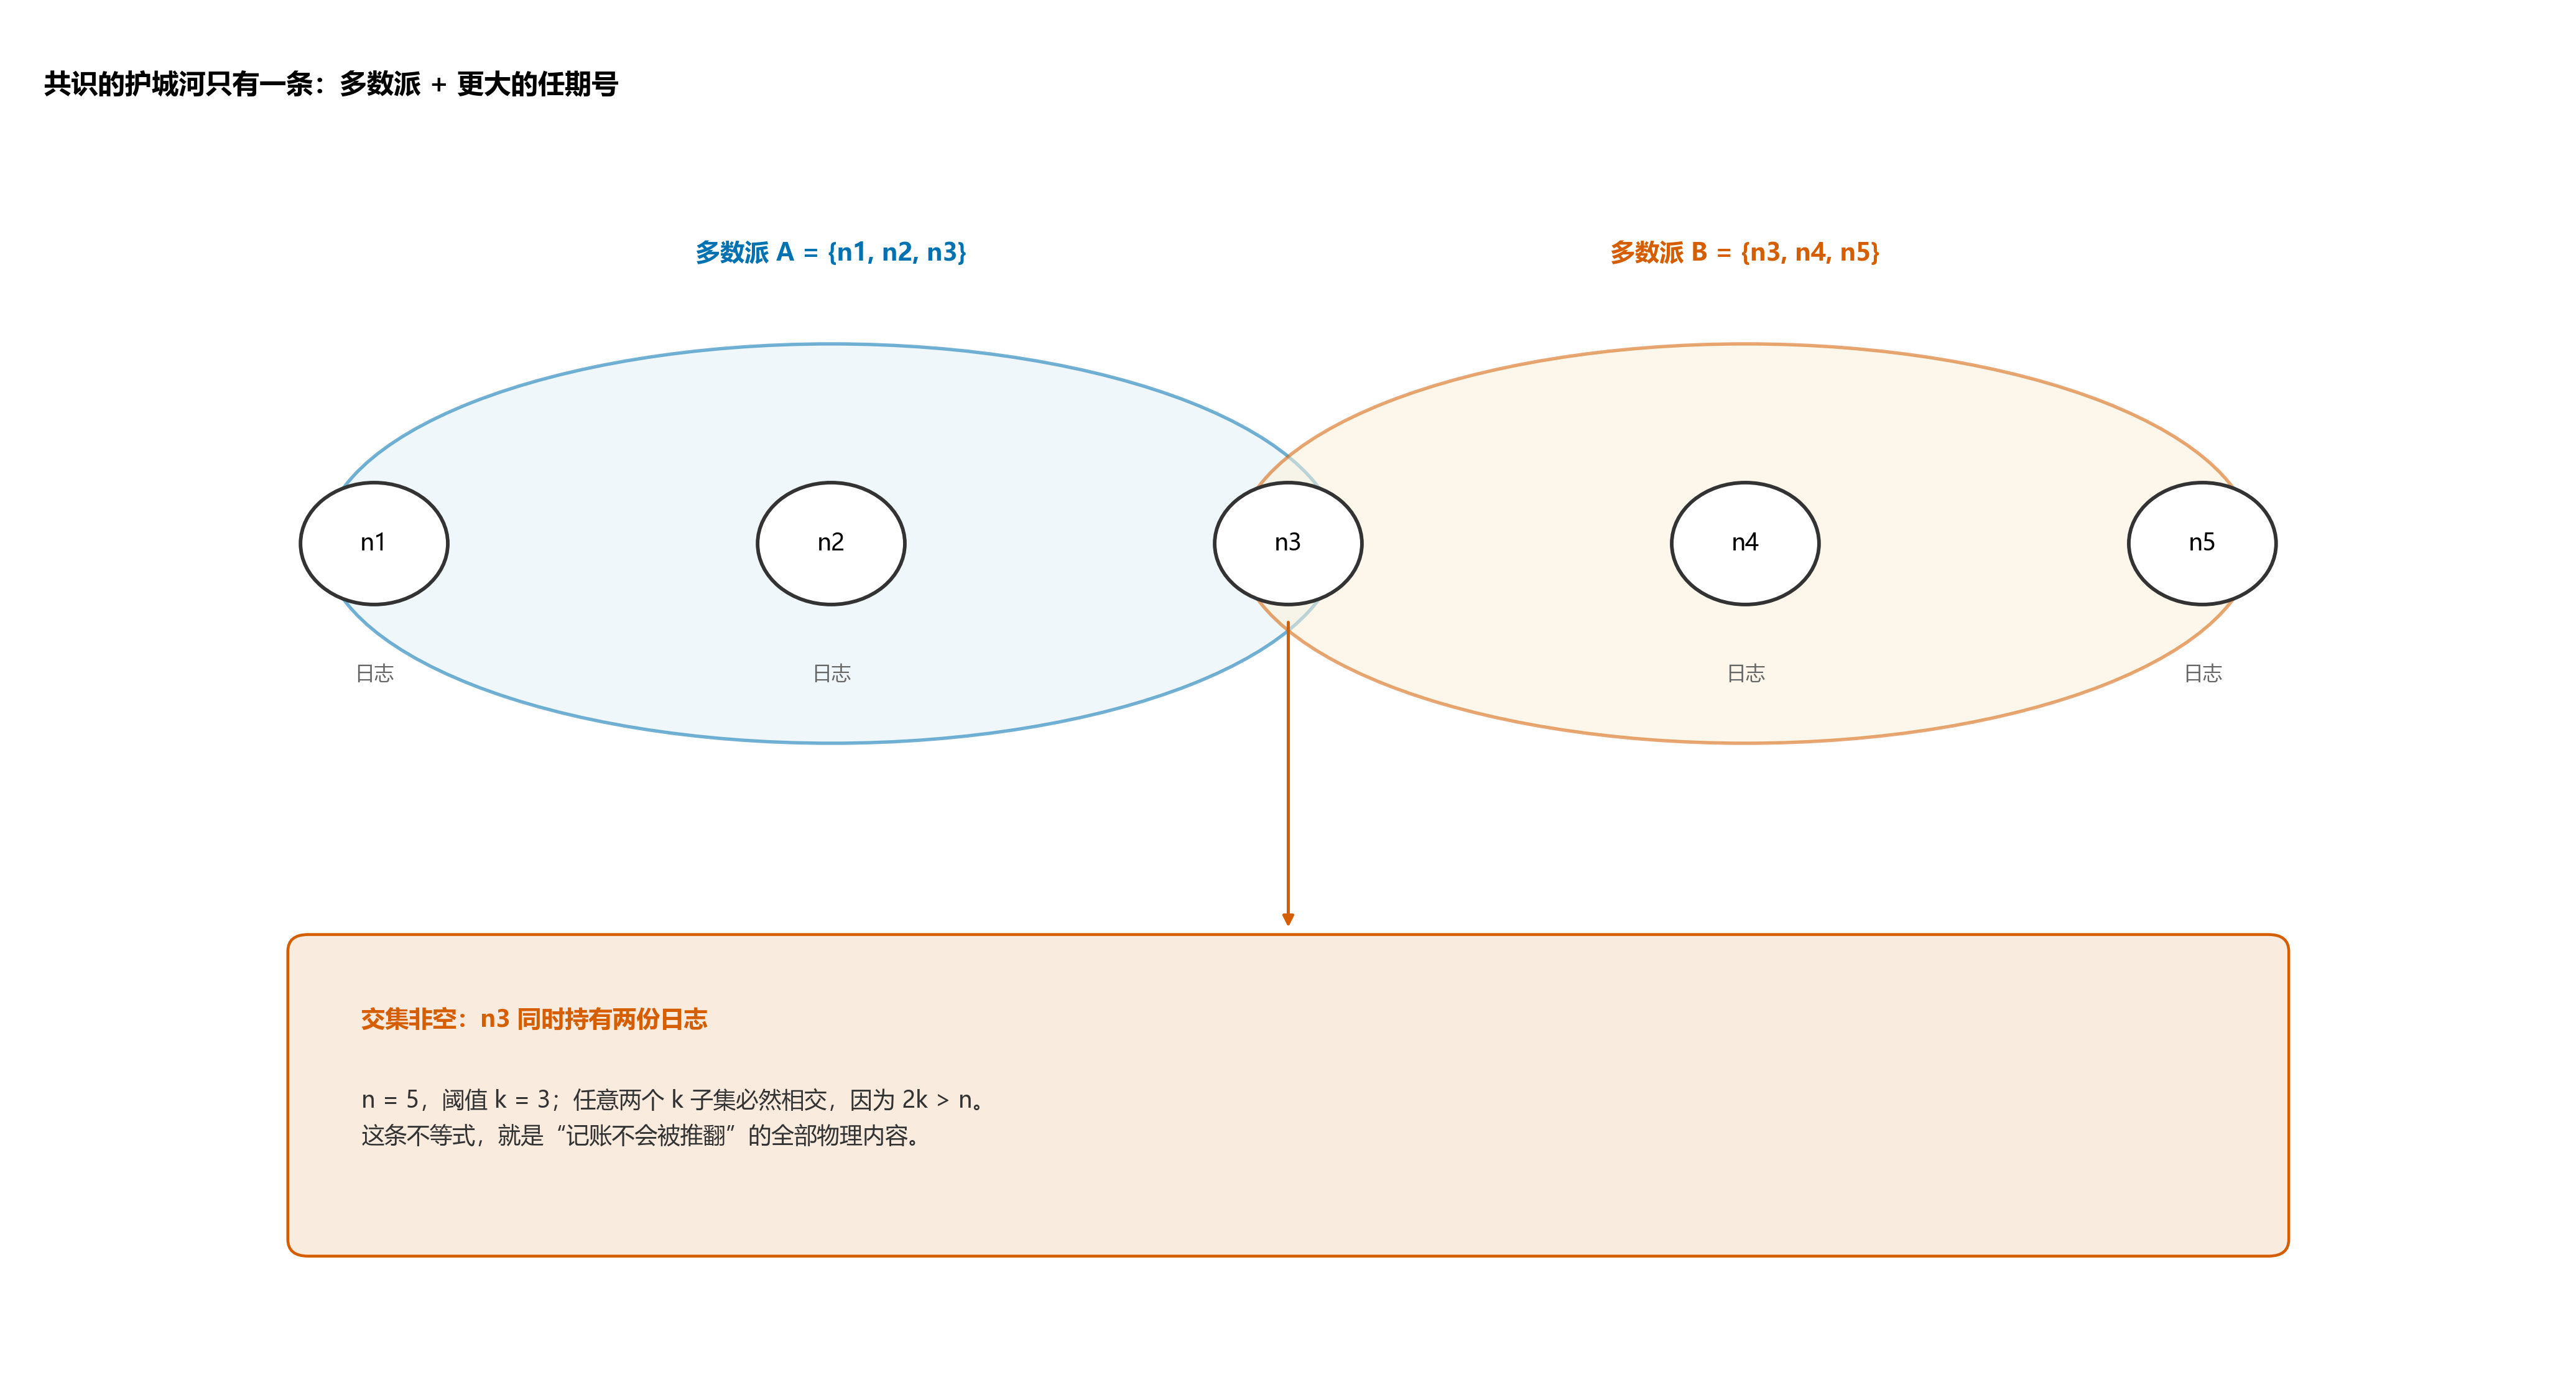 共识的护城河只有一条：多数派 + 更大的任期号
多数派 A = {n1, n2, n3}
多数派 B = {n3, n4, n5}
n1
n2
n3
n4
n5
日志
日志
日志
日志
交集非空：n3 同时持有两份日志
n = 5，阈值 k = 3；任意两个 k 子集必然相交，因为 2k > n。
这条不等式，就是“记账不会被推翻”的全部物理内容。